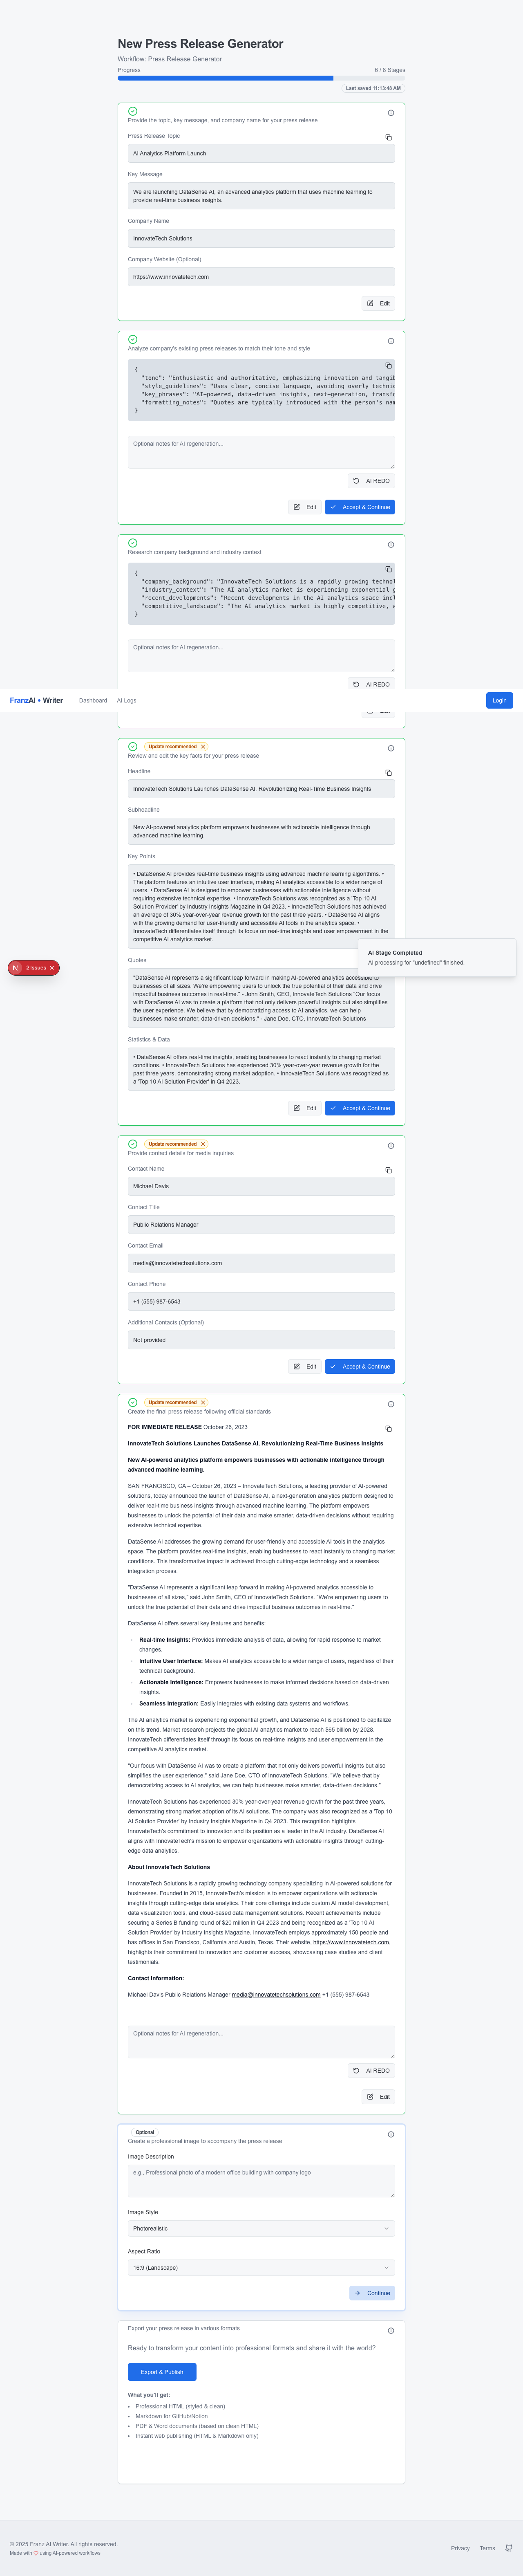 New Press Release Generator
Workflow: Press Release Generator
Progress
6 / 8 Stages
Last saved 11:13:48 AM
Provide the topic, key message, and company name for your press release
Press Release Topic
AI Analytics Platform Launch
Key Message
We are launching DataSense AI, an advanced analytics platform that uses machine learning to
provide real-time business insights.
Company Name
InnovateTech Solutions
Company Website (Optional)
https://www.innovatetech.com
Edit
Analyze company's existing press releases to match their tone and style
{
"tone": "Enthusiastic and authoritative, emphasizing innovation and tangib
"style_guidelines": "Uses clear, concise language, avoiding overly technic
"key_phrases": "AI-powered, data-driven insights, next-generation, transfo
"formatting_notes": "Quotes are typically introduced with the person's nam
}
Optional notes for AI regeneration...
AI REDO
Edit
Accept & Continue
Research company background and industry context
{
"company_background": "InnovateTech Solutions is a rapidly growing technol
"industry_context": "The AI analytics market is experiencing exponential g
"recent_developments": "Recent developments in the AI analytics space incl
"competitive_landscape": "The AI analytics market is highly competitive, w
}
Optional notes for AI regeneration...
AI REDO
FranzAI • Writer
Dashboard
AI Logs
Login
Update recommended
Review and edit the key facts for your press release
Headline
InnovateTech Solutions Launches DataSense AI, Revolutionizing Real-Time Business Insights
Subheadline
New AI-powered analytics platform empowers businesses with actionable intelligence through
advanced machine learning.
Key Points
• DataSense AI provides real-time business insights using advanced machine learning algorithms. •
The platform features an intuitive user interface, making AI analytics accessible to a wider range of
users. • DataSense AI is designed to empower businesses with actionable intelligence without
requiring extensive technical expertise. • InnovateTech Solutions was recognized as a 'Top 10 AI
Solution Provider' by Industry Insights Magazine in Q4 2023. • InnovateTech Solutions has achieved
an average of 30% year-over-year revenue growth for the past three years. • DataSense AI aligns
with the growing demand for user-friendly and accessible AI tools in the analytics space. •
InnovateTech differentiates itself through its focus on real-time insights and user empowerment in the
competitive AI analytics market.
AI Stage Completed
AI processing for "undefined" finished.
2 Issues
Quotes
"DataSense AI represents a significant leap forward in making AI-powered analytics accessible to
businesses of all sizes. We're empowering users to unlock the true potential of their data and drive
impactful business outcomes in real-time." - John Smith, CEO, InnovateTech Solutions "Our focus
with DataSense AI was to create a platform that not only delivers powerful insights but also simplifies
the user experience. We believe that by democratizing access to AI analytics, we can help
businesses make smarter, data-driven decisions." - Jane Doe, CTO, InnovateTech Solutions
Statistics & Data
• DataSense AI offers real-time insights, enabling businesses to react instantly to changing market
conditions. • InnovateTech Solutions has experienced 30% year-over-year revenue growth for the
past three years, demonstrating strong market adoption. • InnovateTech Solutions was recognized as
a 'Top 10 AI Solution Provider' in Q4 2023.
Edit
Accept & Continue
Update recommended
Provide contact details for media inquiries
Contact Name
Michael Davis
Contact Title
Public Relations Manager
Contact Email
media@innovatetechsolutions.com
Contact Phone
+1 (555) 987-6543
Additional Contacts (Optional)
Not provided
Edit
Accept & Continue
Update recommended
Create the final press release following official standards
FOR IMMEDIATE RELEASE October 26, 2023
InnovateTech Solutions Launches DataSense AI, Revolutionizing Real-Time Business Insights
New AI-powered analytics platform empowers businesses with actionable intelligence through
advanced machine learning.
SAN FRANCISCO, CA – October 26, 2023 – InnovateTech Solutions, a leading provider of AI-powered
solutions, today announced the launch of DataSense AI, a next-generation analytics platform designed to
deliver real-time business insights through advanced machine learning. The platform empowers
businesses to unlock the potential of their data and make smarter, data-driven decisions without requiring
extensive technical expertise.
DataSense AI addresses the growing demand for user-friendly and accessible AI tools in the analytics
space. The platform provides real-time insights, enabling businesses to react instantly to changing market
conditions. This transformative impact is achieved through cutting-edge technology and a seamless
integration process.
"DataSense AI represents a significant leap forward in making AI-powered analytics accessible to
businesses of all sizes," said John Smith, CEO of InnovateTech Solutions. "We're empowering users to
unlock the true potential of their data and drive impactful business outcomes in real-time."
DataSense AI offers several key features and benefits:
Real-time Insights: Provides immediate analysis of data, allowing for rapid response to market
changes.
Intuitive User Interface: Makes AI analytics accessible to a wider range of users, regardless of their
technical background.
Actionable Intelligence: Empowers businesses to make informed decisions based on data-driven
insights.
Seamless Integration: Easily integrates with existing data systems and workflows.
The AI analytics market is experiencing exponential growth, and DataSense AI is positioned to capitalize
on this trend. Market research projects the global AI analytics market to reach $65 billion by 2028.
InnovateTech differentiates itself through its focus on real-time insights and user empowerment in the
competitive AI analytics market.
"Our focus with DataSense AI was to create a platform that not only delivers powerful insights but also
simplifies the user experience," said Jane Doe, CTO of InnovateTech Solutions. "We believe that by
democratizing access to AI analytics, we can help businesses make smarter, data-driven decisions."
InnovateTech Solutions has experienced 30% year-over-year revenue growth for the past three years,
demonstrating strong market adoption of its AI solutions. The company was also recognized as a 'Top 10
AI Solution Provider' by Industry Insights Magazine in Q4 2023. This recognition highlights
InnovateTech's commitment to innovation and its position as a leader in the AI industry. DataSense AI
aligns with InnovateTech's mission to empower organizations with actionable insights through cutting-
edge data analytics.
About InnovateTech Solutions
InnovateTech Solutions is a rapidly growing technology company specializing in AI-powered solutions for
businesses. Founded in 2015, InnovateTech's mission is to empower organizations with actionable
insights through cutting-edge data analytics. Their core offerings include custom AI model development,
data visualization tools, and cloud-based data management solutions. Recent achievements include
securing a Series B funding round of $20 million in Q4 2023 and being recognized as a 'Top 10 AI
Solution Provider' by Industry Insights Magazine. InnovateTech employs approximately 150 people and
has offices in San Francisco, California and Austin, Texas. Their website, https://www.innovatetech.com,
highlights their commitment to innovation and customer success, showcasing case studies and client
testimonials.
Contact Information:
Michael Davis Public Relations Manager media@innovatetechsolutions.com +1 (555) 987-6543
Optional notes for AI regeneration...
AI REDO
Edit
Optional
Create a professional image to accompany the press release
Image Description
e.g., Professional photo of a modern office building with company logo
Image Style
Photorealistic
Aspect Ratio
16:9 (Landscape)
Continue
Export your press release in various formats
Ready to transform your content into professional formats and share it with the world?
Export & Publish
What you'll get:
• Professional HTML (styled & clean)
• Markdown for GitHub/Notion
• PDF & Word documents (based on clean HTML)
• Instant web publishing (HTML & Markdown only)
© 2025 Franz AI Writer. All rights reserved.
Made with
using AI-powered workflows
Privacy
Terms